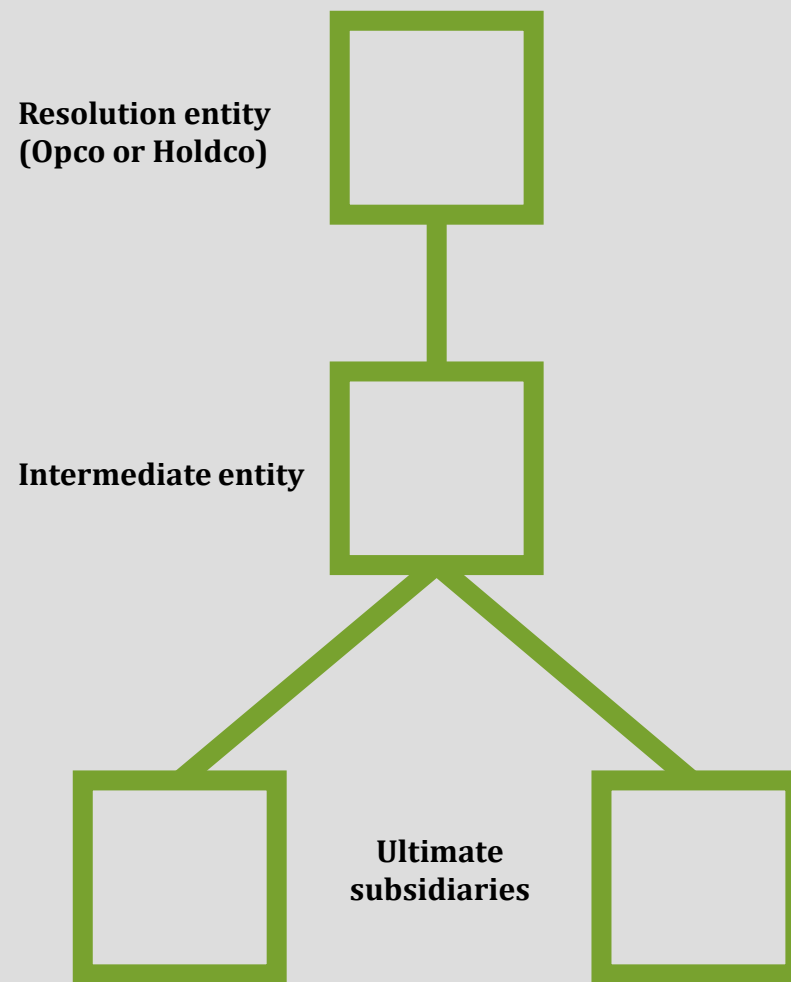 Resolution entity
(Opco or Holdco)
Intermediate entity
Ultimate
subsidiaries